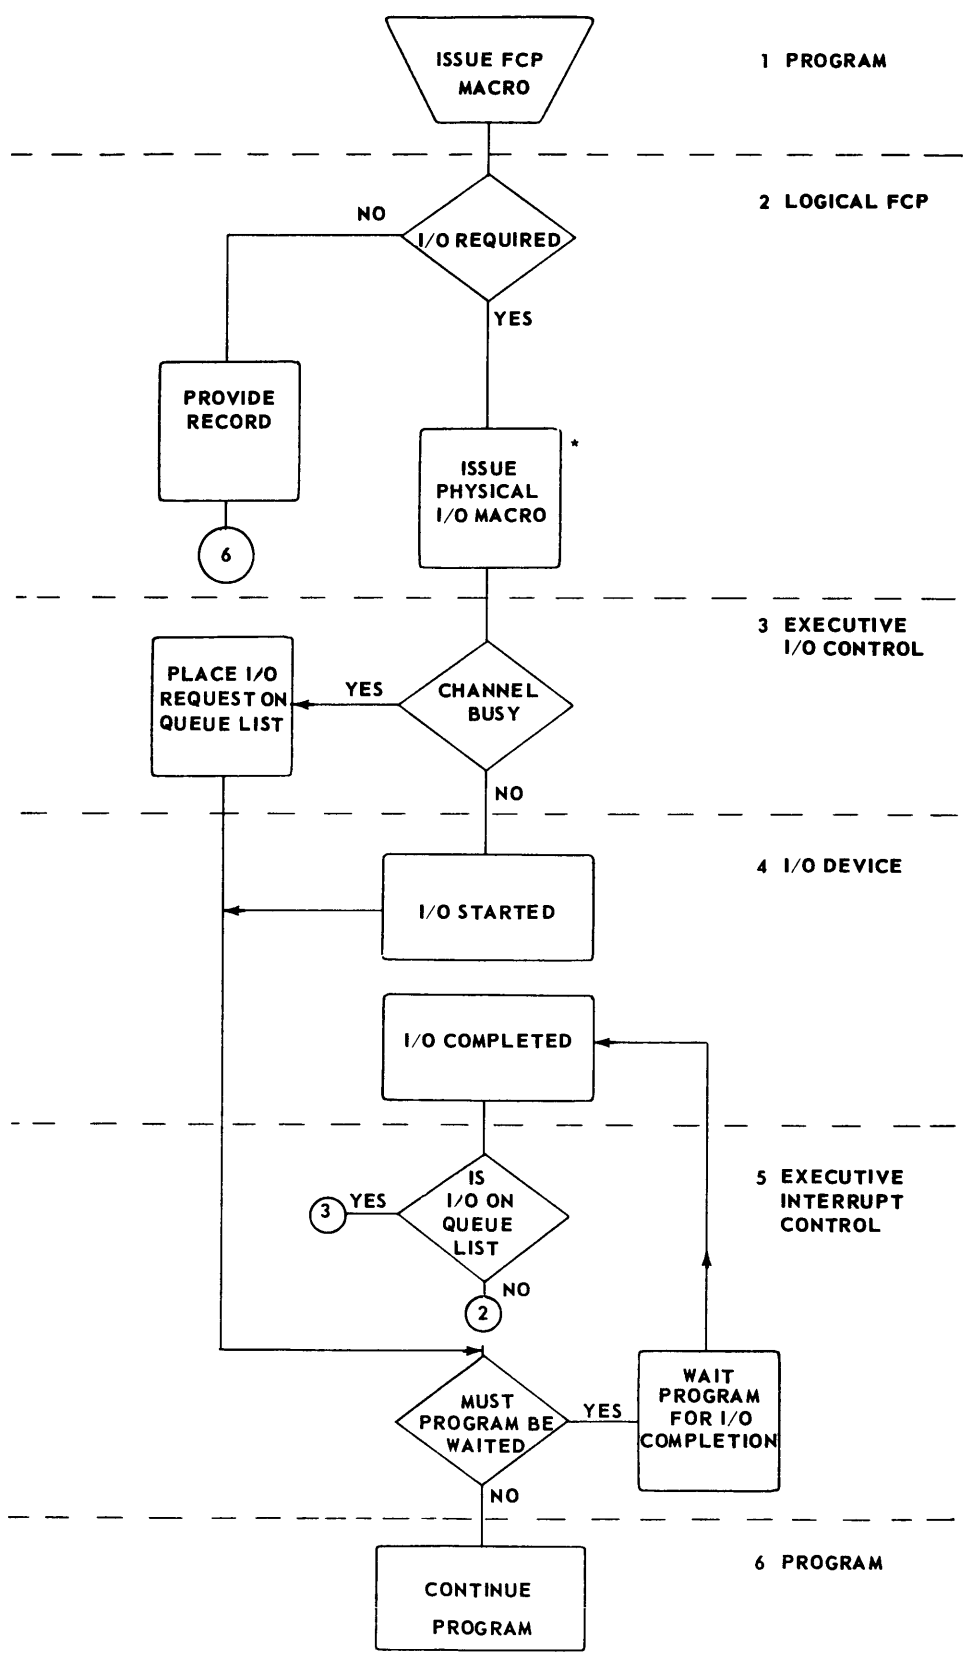 ISSUE FCP
MACRO
1 PROGRAM
2 LOGICAL FCP
NO
I/O REQUIRED
YES
PROVIDE
RECORD
*
ISSUE
PHYSICAL
I/O MACRO
6
3 EXECUTIVE
I/O CONTROL
PLACE I/O
REQUEST ON
QUEUE LIST
YES
CHANNEL
BUSY
NO
4 I/O DEVICE
I/O STARTED
I/O COMPLETED
5 EXECUTIVE
INTERRUPT
CONTROL
IS
I/O ON
QUEUE
LIST
YES
3
NO
2
MUST
PROGRAM BE
WAITED
YES
WAIT
PROGRAM
FOR I/O
COMPLETION
NO
6 PROGRAM
CONTINUE
PROGRAM